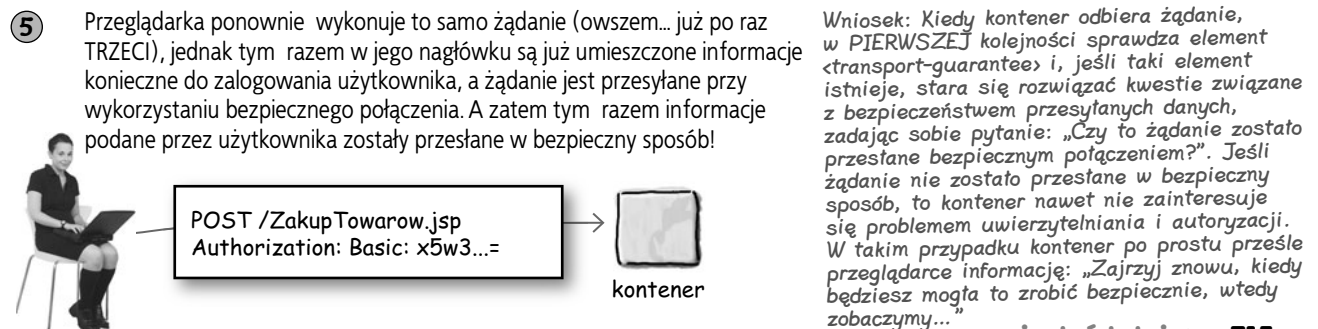 5
Przeglądarka ponownie wykonuje to samo żądanie (owszem... już po raz
TRZECI), jednak tym razem w jego nagłówku są już umieszczone informacje
konieczne do zalogowania użytkownika, a żądanie jest przesyłane przy
wykorzystaniu bezpiecznego połączenia. A zatem tym razem informacje
podane przez użytkownika zostały przesłane w bezpieczny sposób!
POST /ZakupTowarow.jsp
Authorization: Basic: x5w3...=
kontener
Wniosek: Kiedy kontener odbiera żądanie,
w PIERWSZEJ kolejności sprawdza element
<transport-guarantee> i, jeśli taki element
istnieje, stara się rozwiązać kwestie związane
z bezpieczeństwem przesyłanych danych,
zadając sobie pytanie: „Czy to żądanie zostało
przesłane bezpiecznym połączeniem?”. Jeśli
żądanie nie zostało przesłane w bezpieczny
sposób, to kontener nawet nie zainteresuje
się problemem uwierzytelniania i autoryzacji.
W takim przypadku kontener po prostu prześle
przeglądarce informację: „Zajrzyj znowu, kiedy
będziesz mogła to zrobić bezpiecznie, wtedy
zobaczymy...”